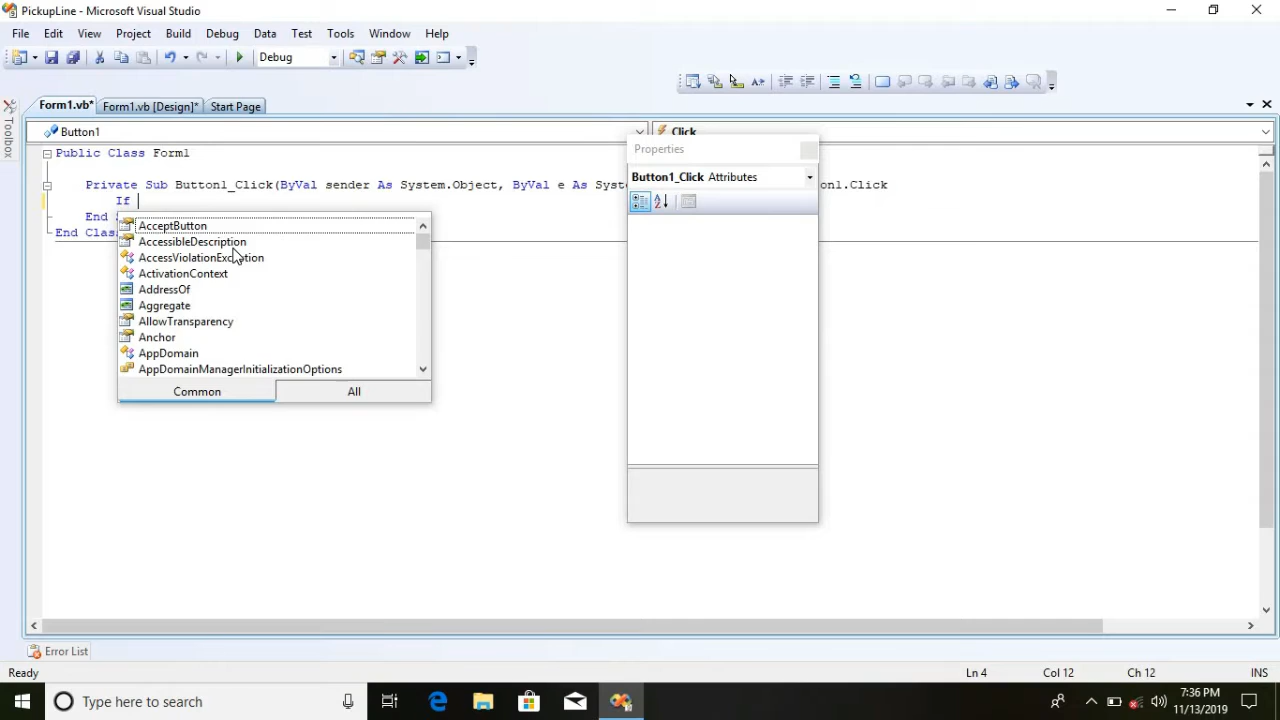 PickupLine - Microsoft Visual Studio
File Edit View Project Build Debug Data Test Tools Window Help
Debug
Form1.vb* Form1.vb [Design]* Start Page
Toolbox
Button1
Click
Public Class Form1
Private Sub Button1_Click(ByVal sender As System.Object, ByVal e As Syst
on1.Click
If
End
End Class
AcceptButton
AccessibleDescription
AccessViolationException
ActivationContext
AddressOf
Aggregate
AllowTransparency
Anchor
AppDomain
AppDomainManagerInitializationOptions
Common All
Properties
Button1_Click Attributes
Error List
Ready Ln 4 Col 12 Ch 12 INS
Type here to search
7:36 PM
11/13/2019